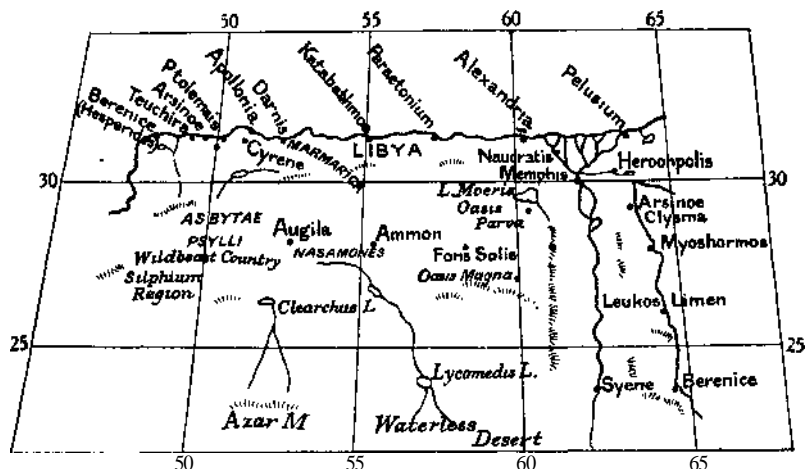 50
55
60
65
Berenice
(Hesperides)
Teuchira
Arsinoe
Ptolemais
Apollonia
Darnis
Katabathmo
Paraetonium
Alexandria
Pelusium
Cyrene
MARMARICA
LIBYA
Naucratis
Memphis
Heroonpolis
30
30
L. Moeris
Oasis
Parva
Arsinoe
Clysma
ASBYTAE
PSYLLI
Augila
NASAMONES
Ammon
Fons Solis
Myoshormos
Wildbeast Country
Silphium
Region
Oasis Magna
Clearchus L
Leukos Limen
25
25
Lycomedis L.
Syene
Berenice
Azar M
Waterless
Desert
50
55
60
65